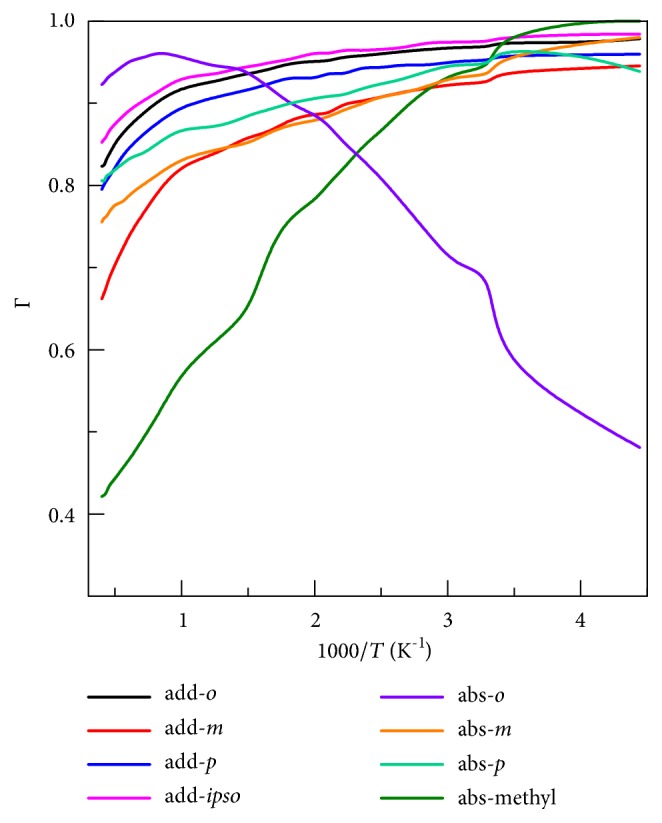 1.0
0.8
0.6
0.4
Γ
1 2 3 4
1000/T (K⁻¹)
add-o abs-o
add-m abs-m
add-p abs-p
add-ipso abs-methyl